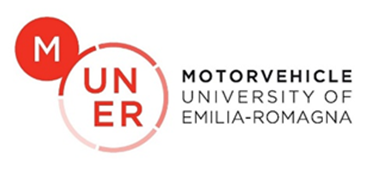 M
UN
ER
MOTORVEHICLE
UNIVERSITY OF
EMILIA-ROMAGNA